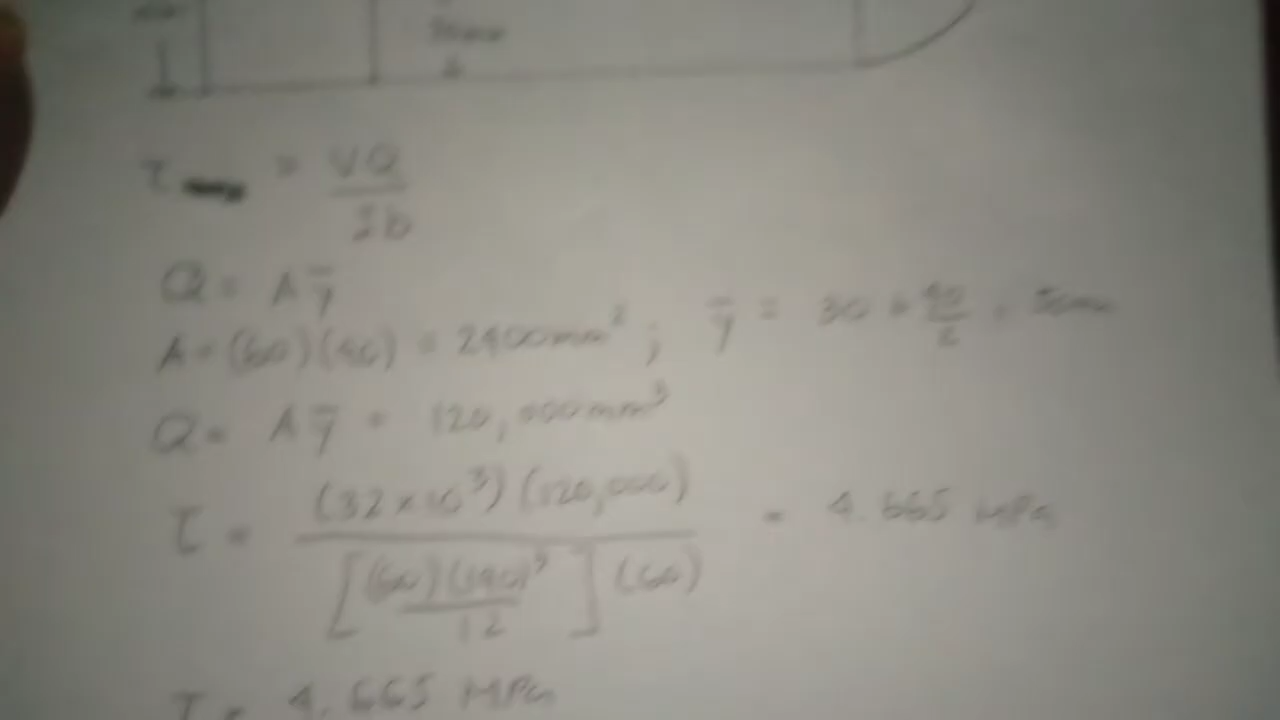 τ = VQ / Ib
Q = Aȳ
A = (60)(40) = 2400mm² ; ȳ = 30 + 40/2 = 50mm
Q = Aȳ = 120,000mm³
τ = (32×10³)(120,000) / [(60)(140)³ / 12](60) = 4.665 MPa
τ = 4.665 MPa